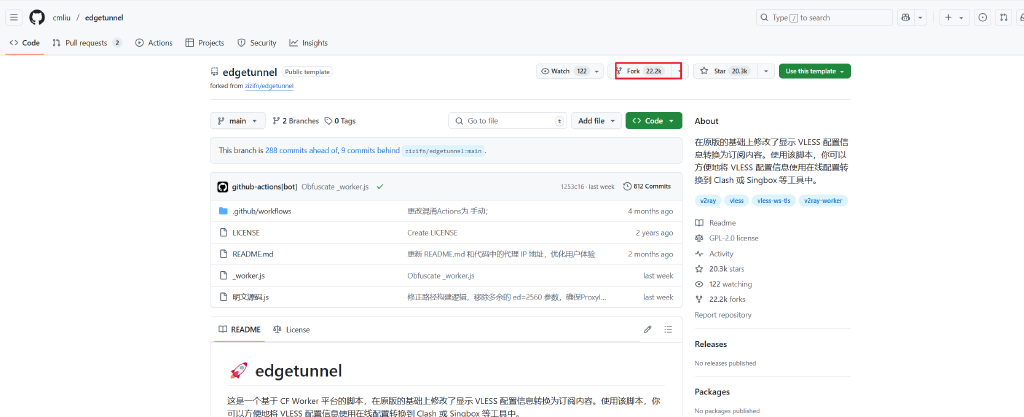 cmliu / edgetunnel
Type / to search
Code
Pull requests 2
Actions
Projects
Security
Insights
edgetunnel Public template
Watch 122
Fork 22.2k
Star 20.3k
Use this template
forked from zizifn/edgetunnel
main
2 Branches
0 Tags
Go to file
t
Add file
Code
This branch is 288 commits ahead of, 9 commits behind zizifn/edgetunnel:main .
github-actions[bot] Obfuscate _worker.js
1253c16 · last week
812 Commits
.github/workflows
更改混淆Actions为 手动;
4 months ago
LICENSE
Create LICENSE
2 years ago
README.md
更新 README.md 和代码中的代理 IP 地址，优化用户体验
2 months ago
_worker.js
Obfuscate _worker.js
last week
明文源码.js
修正路径构建逻辑，移除多余的 ed=2560 参数，确保ProxyI...
last week
README
License
edgetunnel
这是一个基于 CF Worker 平台的脚本，在原版的基础上修改了显示 VLESS 配置信息转换为订阅内容。使用该脚本，你
可以方便地将 VLESS 配置信息使用在线配置转换到 Clash 或 Singbox 等工具中。
About
在原版的基础上修改了显示 VLESS 配置信
息转换为订阅内容。使用该脚本，你可以
方便地将 VLESS 配置信息使用在线配置转
换到 Clash 或 Singbox 等工具中。
v2ray
vless
vless-ws-tls
v2ray-worker
Readme
GPL-2.0 license
Activity
20.3k stars
122 watching
22.2k forks
Report repository
Releases
No releases published
Packages
No packages published